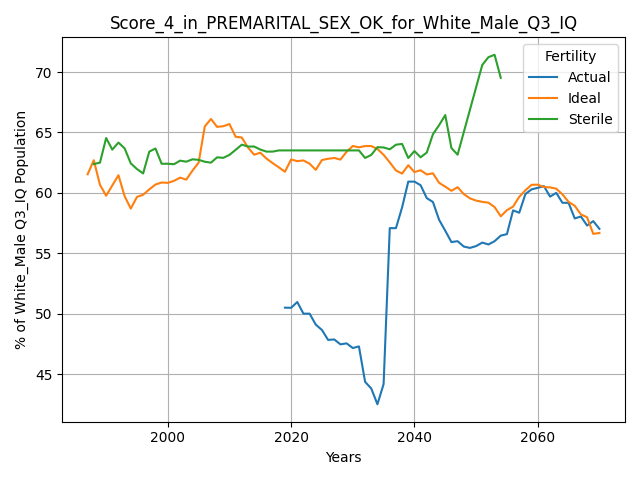 Score_4_in_PREMARITAL_SEX_OK_for_White_Male_Q3_IQ
% of White_Male Q3_IQ Population
70
65
60
55
50
45
Fertility
Actual
Ideal
Sterile
2000
2020
2040
2060
Years